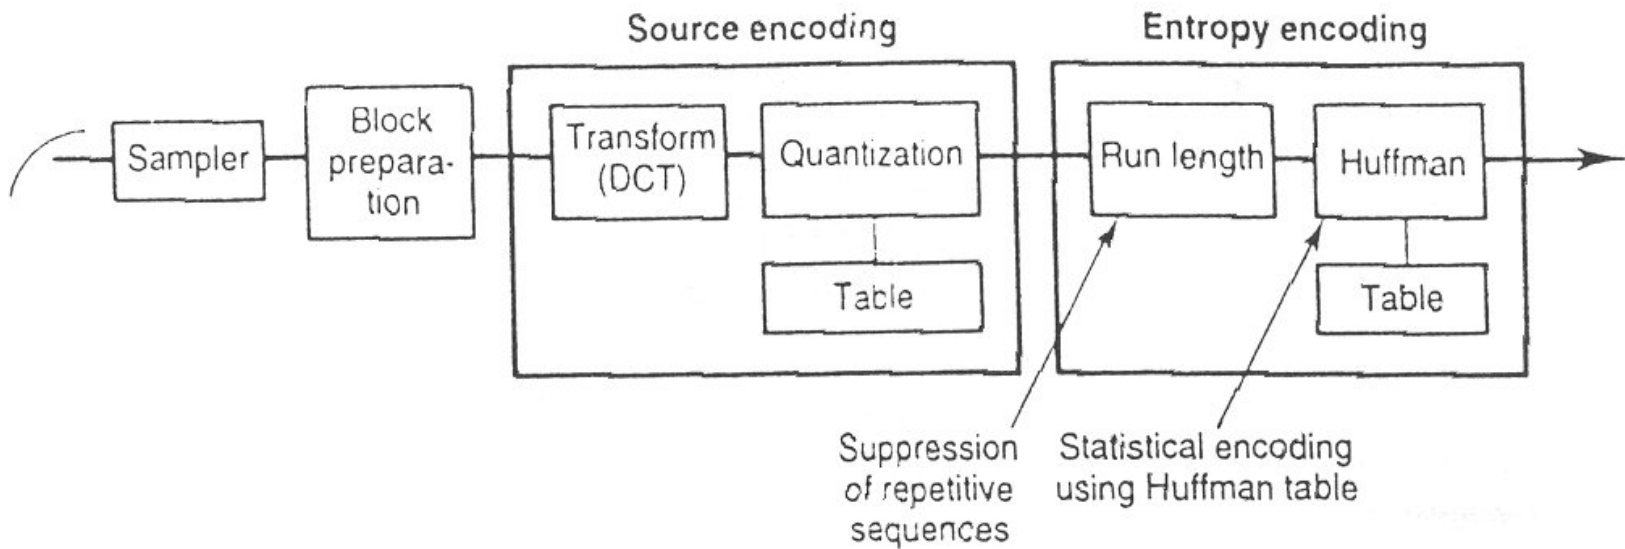 Source encoding
Entropy encoding
Sampler
Block
prepara-
tion
Transform
(DCT)
Quantization
Table
Run length
Huffman
Table
Suppression
of repetitive
sequences
Statistical encoding
using Huffman table